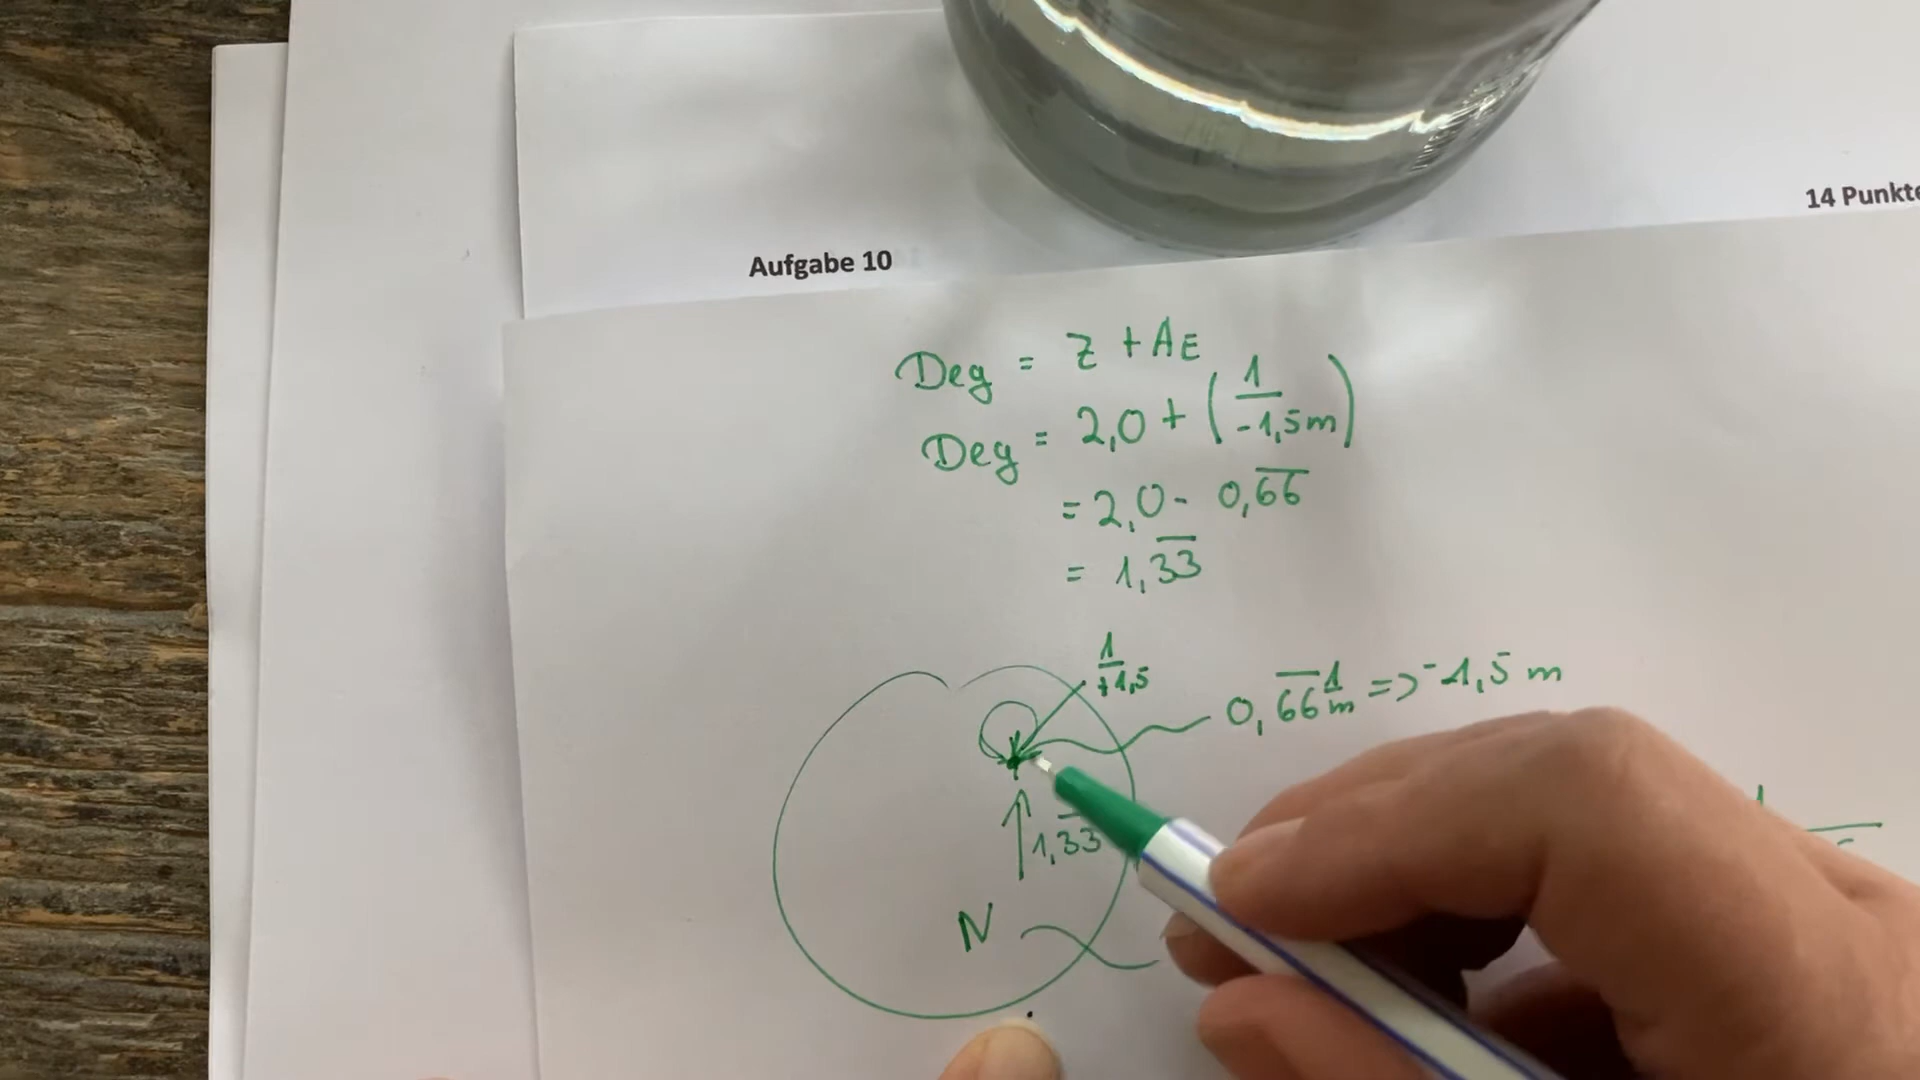 14 Punkte
Aufgabe 10
Deg = Z + AE
Deg = 2,0 + (1/-1,5m)
= 2,0 - 0,66
= 1,33
1/+1,5
0,66 1/m => -1,5 m
1,33
N